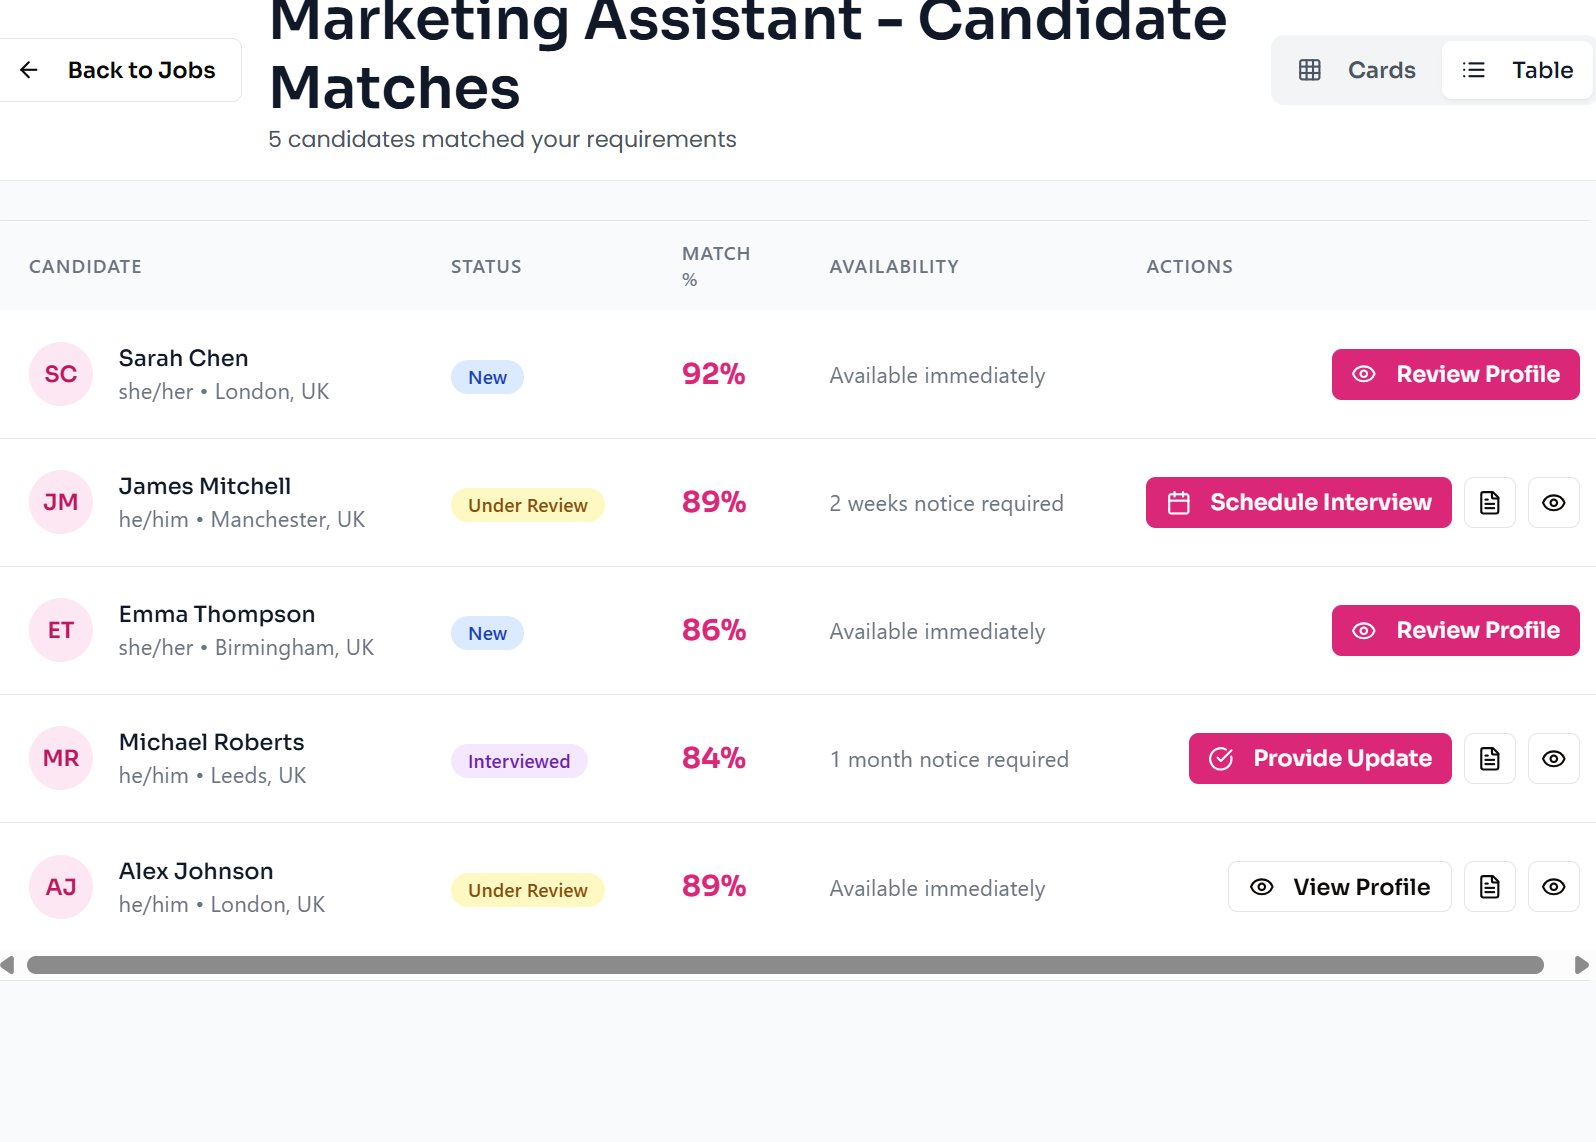 Marketing Assistant - Candidate
Matches
Back to Jobs
Cards
Table
5 candidates matched your requirements
CANDIDATE
STATUS
MATCH
%
AVAILABILITY
ACTIONS
SC
Sarah Chen
she/her • London, UK
New
92%
Available immediately
Review Profile
JM
James Mitchell
he/him • Manchester, UK
Under Review
89%
2 weeks notice required
Schedule Interview
ET
Emma Thompson
she/her • Birmingham, UK
New
86%
Available immediately
Review Profile
MR
Michael Roberts
he/him • Leeds, UK
Interviewed
84%
1 month notice required
Provide Update
AJ
Alex Johnson
he/him • London, UK
Under Review
89%
Available immediately
View Profile